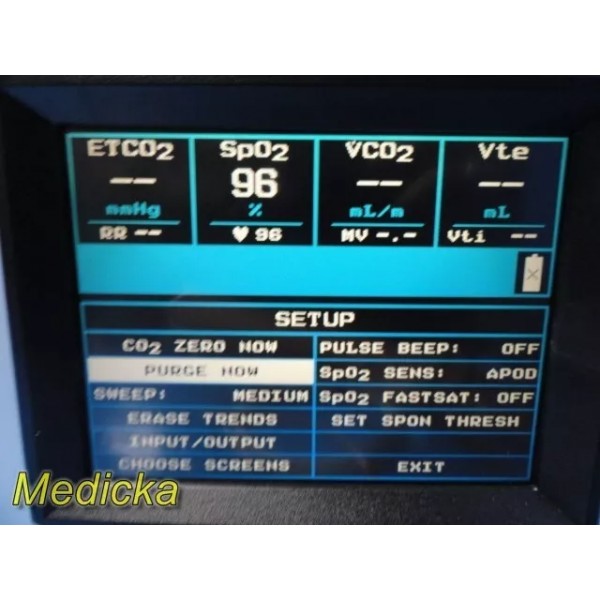 ETCO₂ SpO₂ V̇CO₂ Vte
-- 96 -- --
mmHg % mL/m mL
RR -- ♥ 96 MV -.- Vti --
SETUP
CO₂ ZERO NOW PULSE BEEP: OFF
PURGE NOW SpO₂ SENS: APOD
SWEEP: MEDIUM SpO₂ FASTSAT: OFF
ERASE TRENDS SET SPON THRESH
INPUT/OUTPUT
CHOOSE SCREENS EXIT
Medicka